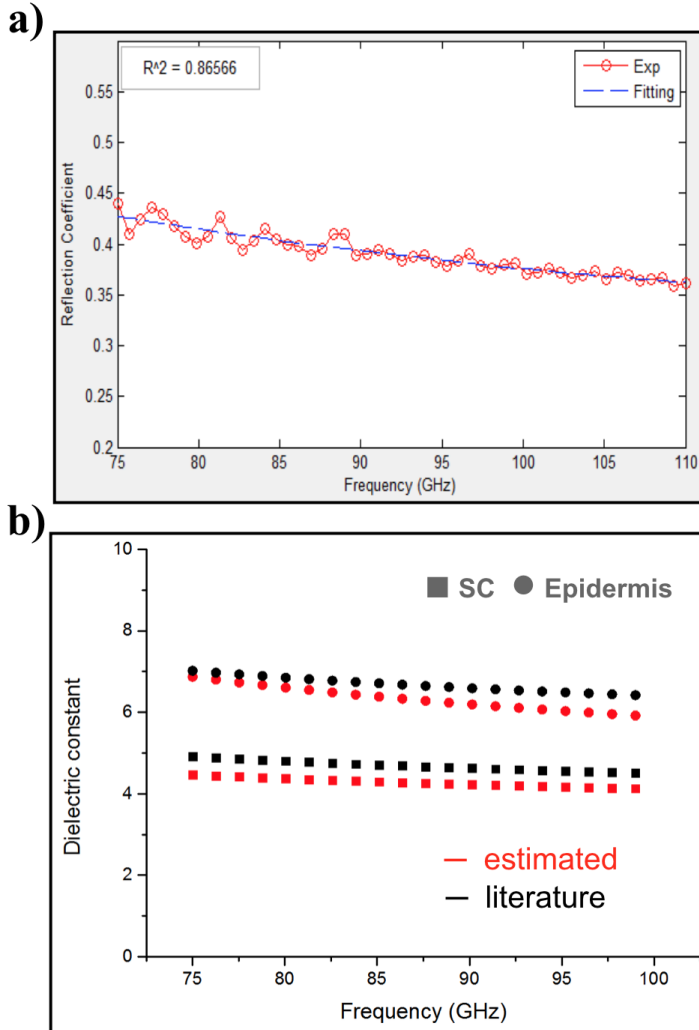 a)
R^2 = 0.86566
Exp
Fitting
Reflection Coefficient
0.55
0.5
0.45
0.4
0.35
0.3
0.25
0.2
75 80 85 90 95 100 105 110
Frequency (GHz)
b)
SC Epidermis
Dielectric constant
10
8
6
4
2
0
estimated
literature
75 80 85 90 95 100
Frequency (GHz)